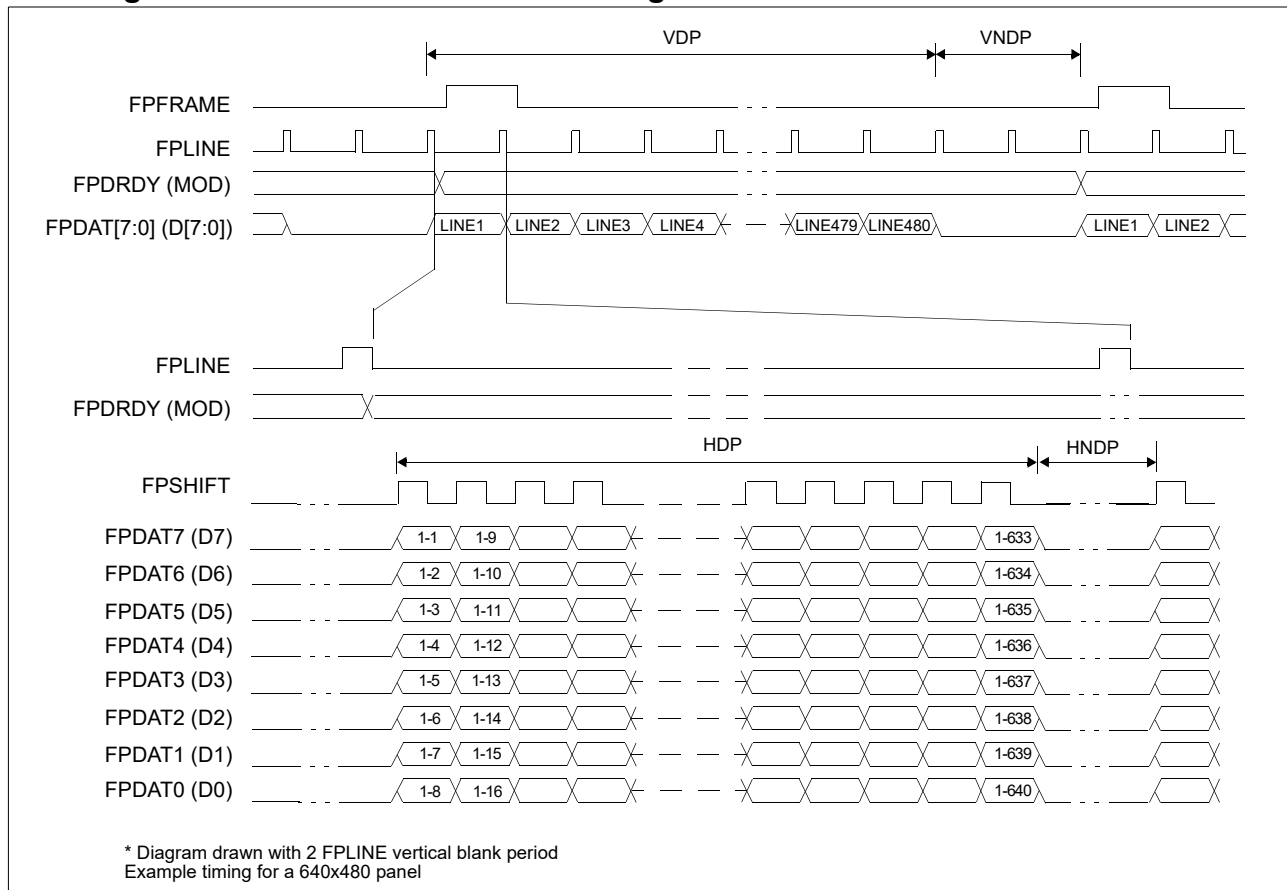 VDP VNDP
FPFRAME
FPLINE
FPDRDY (MOD)
FPDAT[7:0] (D[7:0]) LINE1 LINE2 LINE3 LINE4 LINE479 LINE480 LINE1 LINE2
FPLINE
FPDRDY (MOD)
HDP HNDP
FPSHIFT
FPDAT7 (D7) 1-1 1-9 1-633
FPDAT6 (D6) 1-2 1-10 1-634
FPDAT5 (D5) 1-3 1-11 1-635
FPDAT4 (D4) 1-4 1-12 1-636
FPDAT3 (D3) 1-5 1-13 1-637
FPDAT2 (D2) 1-6 1-14 1-638
FPDAT1 (D1) 1-7 1-15 1-639
FPDAT0 (D0) 1-8 1-16 1-640
* Diagram drawn with 2 FPLINE vertical blank period
Example timing for a 640x480 panel